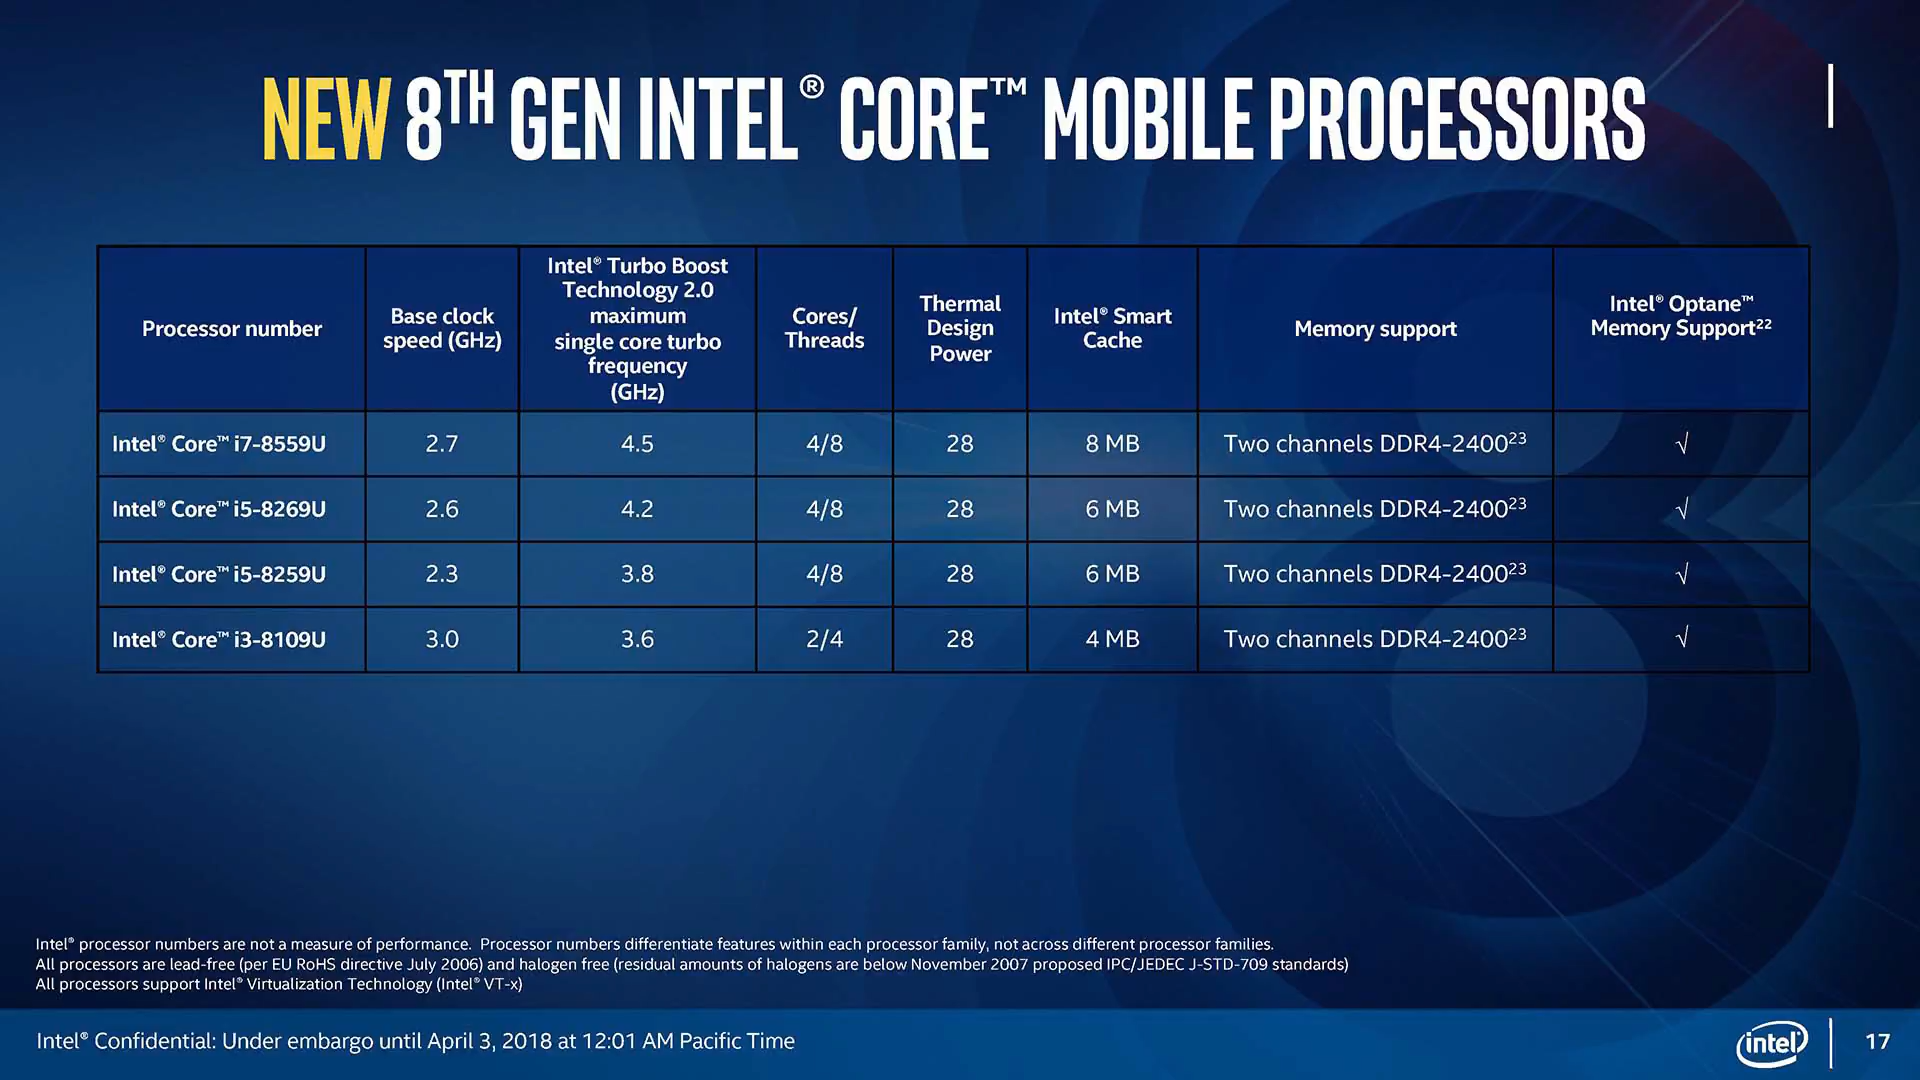 NEW 8TH GEN INTEL® CORE™ MOBILE PROCESSORS
Processor number
Base clock
speed (GHz)
Intel® Turbo Boost
Technology 2.0
maximum
single core turbo
frequency
(GHz)
Cores/
Threads
Thermal
Design
Power
Intel® Smart
Cache
Memory support
Intel® Optane™
Memory Support22
Intel® Core™ i7-8559U 2.7 4.5 4/8 28 8 MB Two channels DDR4-240023 √
Intel® Core™ i5-8269U 2.6 4.2 4/8 28 6 MB Two channels DDR4-240023 √
Intel® Core™ i5-8259U 2.3 3.8 4/8 28 6 MB Two channels DDR4-240023 √
Intel® Core™ i3-8109U 3.0 3.6 2/4 28 4 MB Two channels DDR4-240023 √
Intel® processor numbers are not a measure of performance. Processor numbers differentiate features within each processor family, not across different processor families.
All processors are lead-free (per EU RoHS directive July 2006) and halogen free (residual amounts of halogens are below November 2007 proposed IPC/JEDEC J-STD-709 standards)
All processors support Intel® Virtualization Technology (Intel® VT-x)
Intel® Confidential: Under embargo until April 3, 2018 at 12:01 AM Pacific Time
intel 17